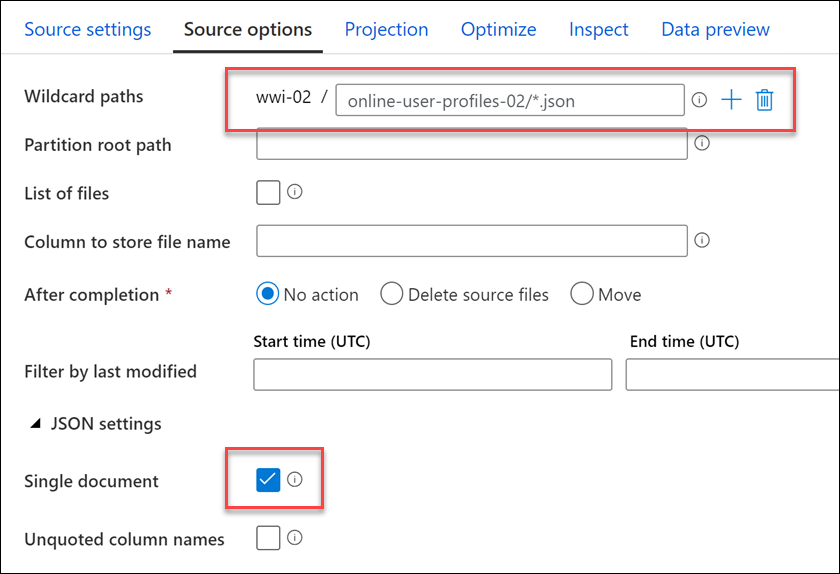 Source settings Source options Projection Optimize Inspect Data preview
Wildcard paths wwi-02 / online-user-profiles-02/*.json
Partition root path
List of files
Column to store file name
After completion * No action Delete source files Move
Start time (UTC) End time (UTC)
Filter by last modified
JSON settings
Single document
Unquoted column names